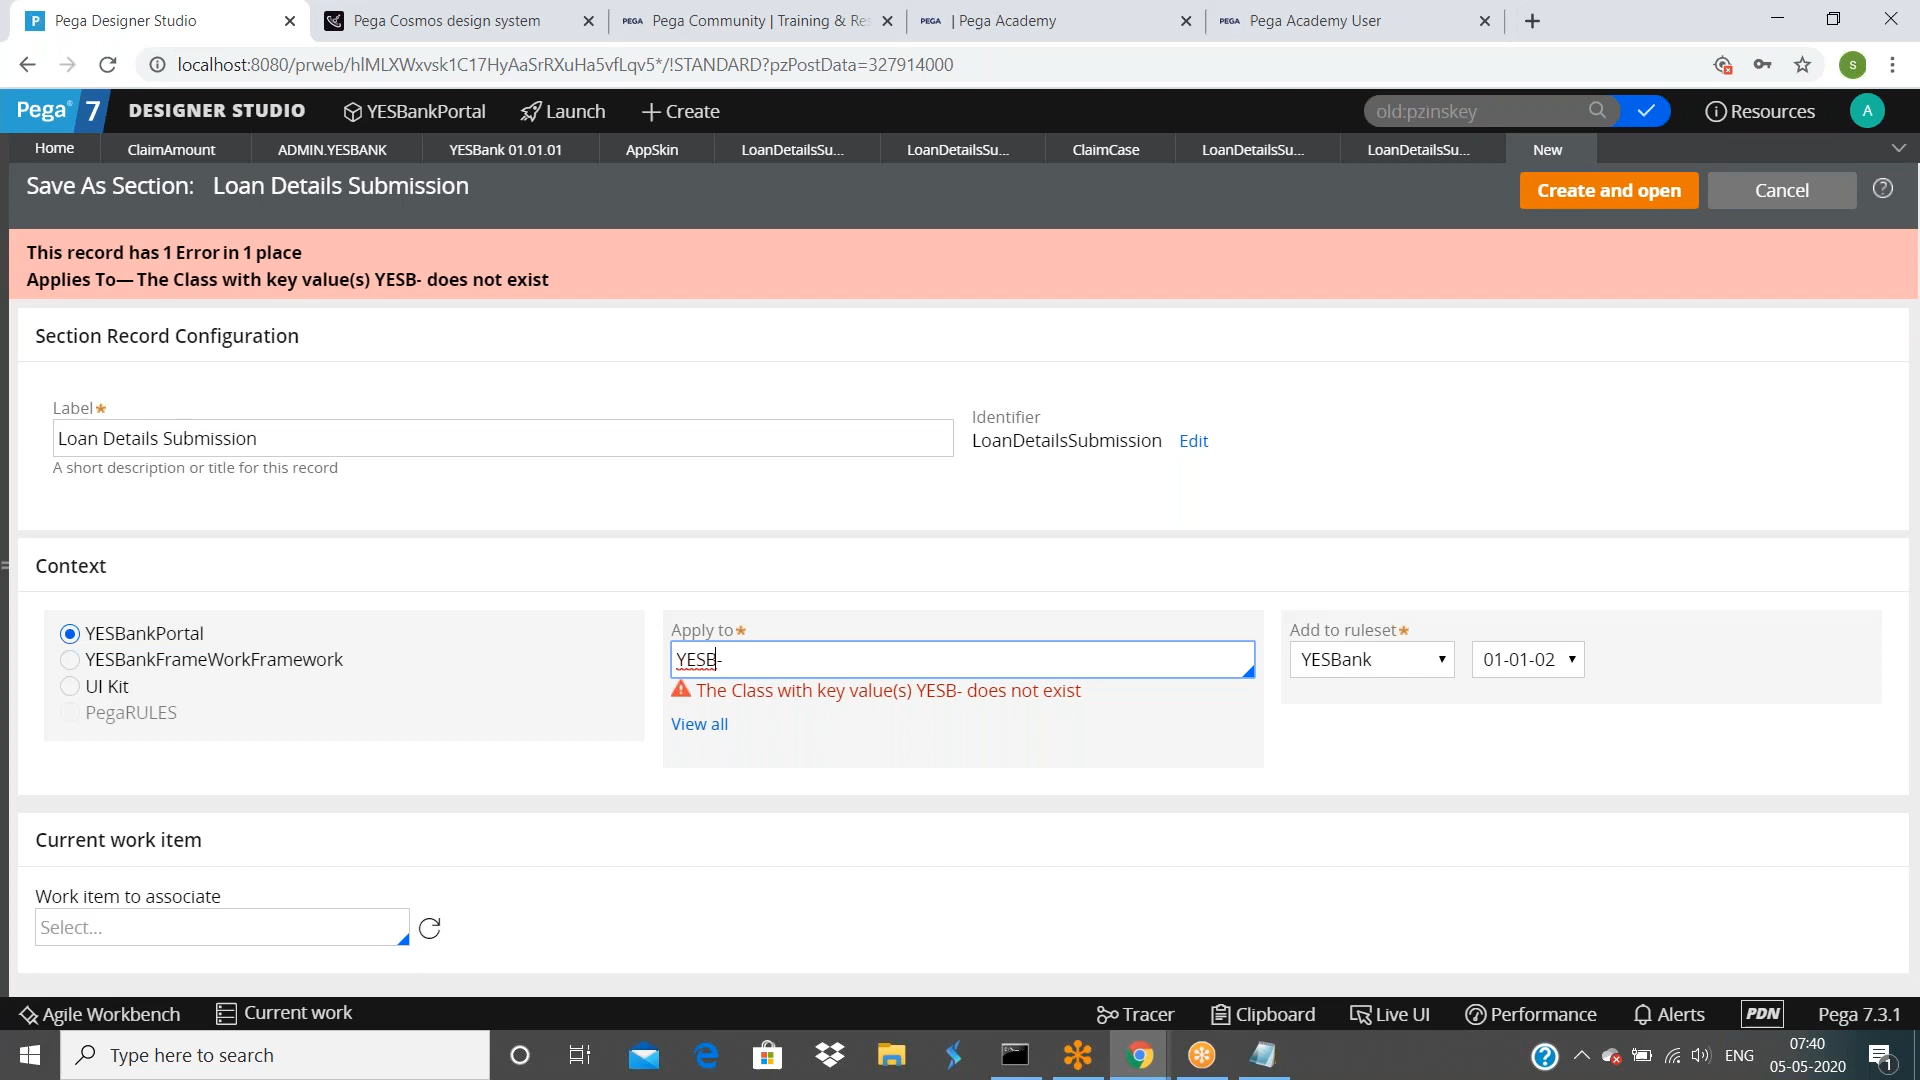 Pega Designer Studio
Pega Cosmos design system
PEGA Pega Community | Training & Res
PEGA | Pega Academy
PEGA Pega Academy User
localhost:8080/prweb/hlMLXWxvsk1C17HyAaSrRXuHa5vfLqv5*/!STANDARD?pzPostData=327914000
S
Pega 7 DESIGNER STUDIO YESBankPortal Launch Create old:pzinskey Resources A
Home ClaimAmount ADMIN.YESBANK YESBank 01.01.01 AppSkin LoanDetailsSu... LoanDetailsSu... ClaimCase LoanDetailsSu... LoanDetailsSu... New
Save As Section: Loan Details Submission
Create and open Cancel ?
This record has 1 Error in 1 place
Applies To— The Class with key value(s) YESB- does not exist
Section Record Configuration
Label*
Loan Details Submission
A short description or title for this record
Identifier
LoanDetailsSubmission Edit
Context
YESBankPortal
YESBankFrameWorkFramework
UI Kit
PegaRULES
Apply to*
YESB-
The Class with key value(s) YESB- does not exist
View all
Add to ruleset*
YESBank 01-01-02
Current work item
Work item to associate
Select...
Agile Workbench Current work Tracer Clipboard Live UI Performance Alerts PDN Pega 7.3.1
Type here to search
ENG
07:40
05-05-2020
1